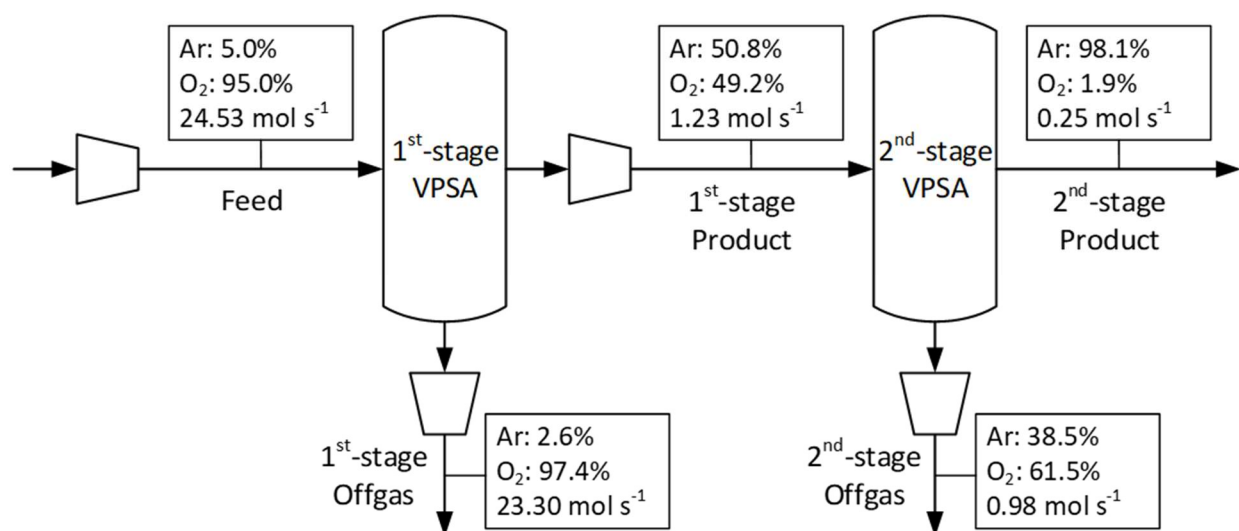 Ar: 5.0%
O₂: 95.0%
24.53 mol s⁻¹
Ar: 50.8%
O₂: 49.2%
1.23 mol s⁻¹
Ar: 98.1%
O₂: 1.9%
0.25 mol s⁻¹
1ˢᵗ-stage
VPSA
2ⁿᵈ-stage
VPSA
Feed
1ˢᵗ-stage
Product
2ⁿᵈ-stage
Product
1ˢᵗ-stage
Offgas
Ar: 2.6%
O₂: 97.4%
23.30 mol s⁻¹
2ⁿᵈ-stage
Offgas
Ar: 38.5%
O₂: 61.5%
0.98 mol s⁻¹